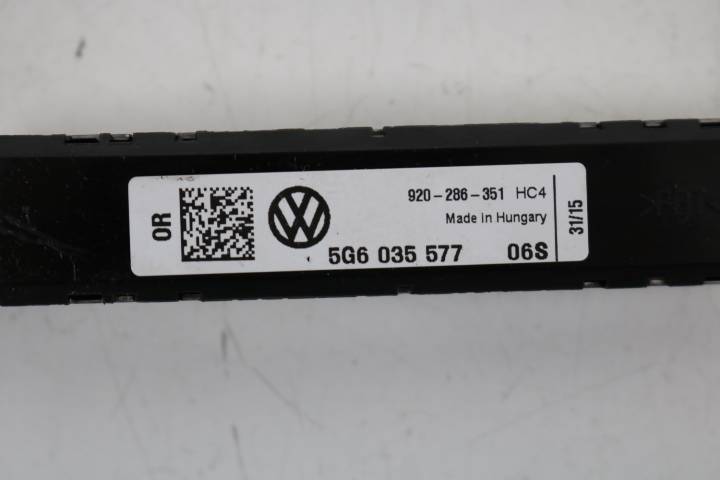 OR
920-286-351 HC4
Made in Hungary
5G6 035 577 06S
31/15